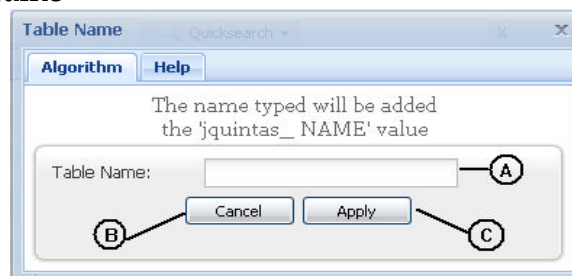 Table Name
Quicksearch
Algorithm Help
The name typed will be added
the 'jquintas_ NAME' value
Table Name:
A
Cancel Apply
B
C